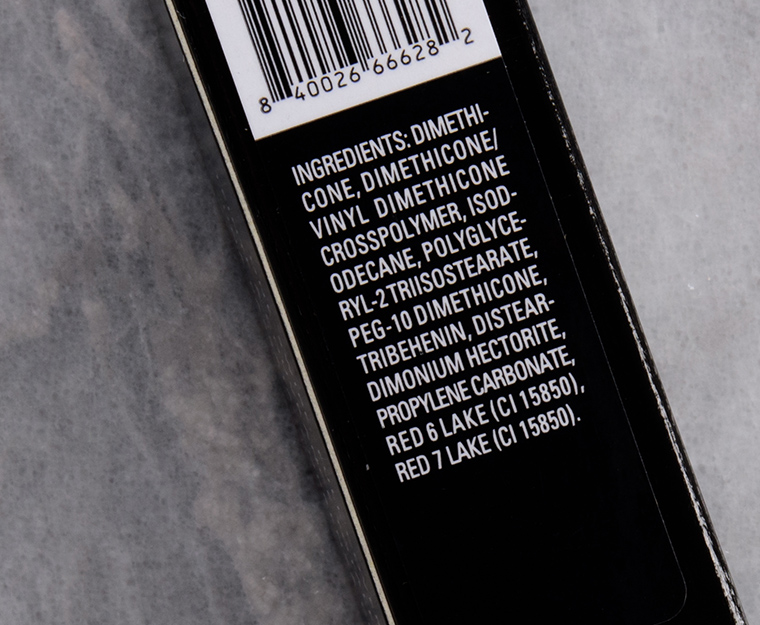 8 40026 66628 2
INGREDIENTS: DIMETHI-
CONE, DIMETHICONE/
VINYL DIMETHICONE
CROSSPOLYMER, ISOD-
ODECANE, POLYGLYCE-
RYL-2 TRIISOSTEARATE,
PEG-10 DIMETHICONE,
TRIBEHENIN, DISTEAR-
DIMONIUM HECTORITE,
PROPYLENE CARBONATE,
RED 6 LAKE (CI 15850),
RED 7 LAKE (CI 15850).